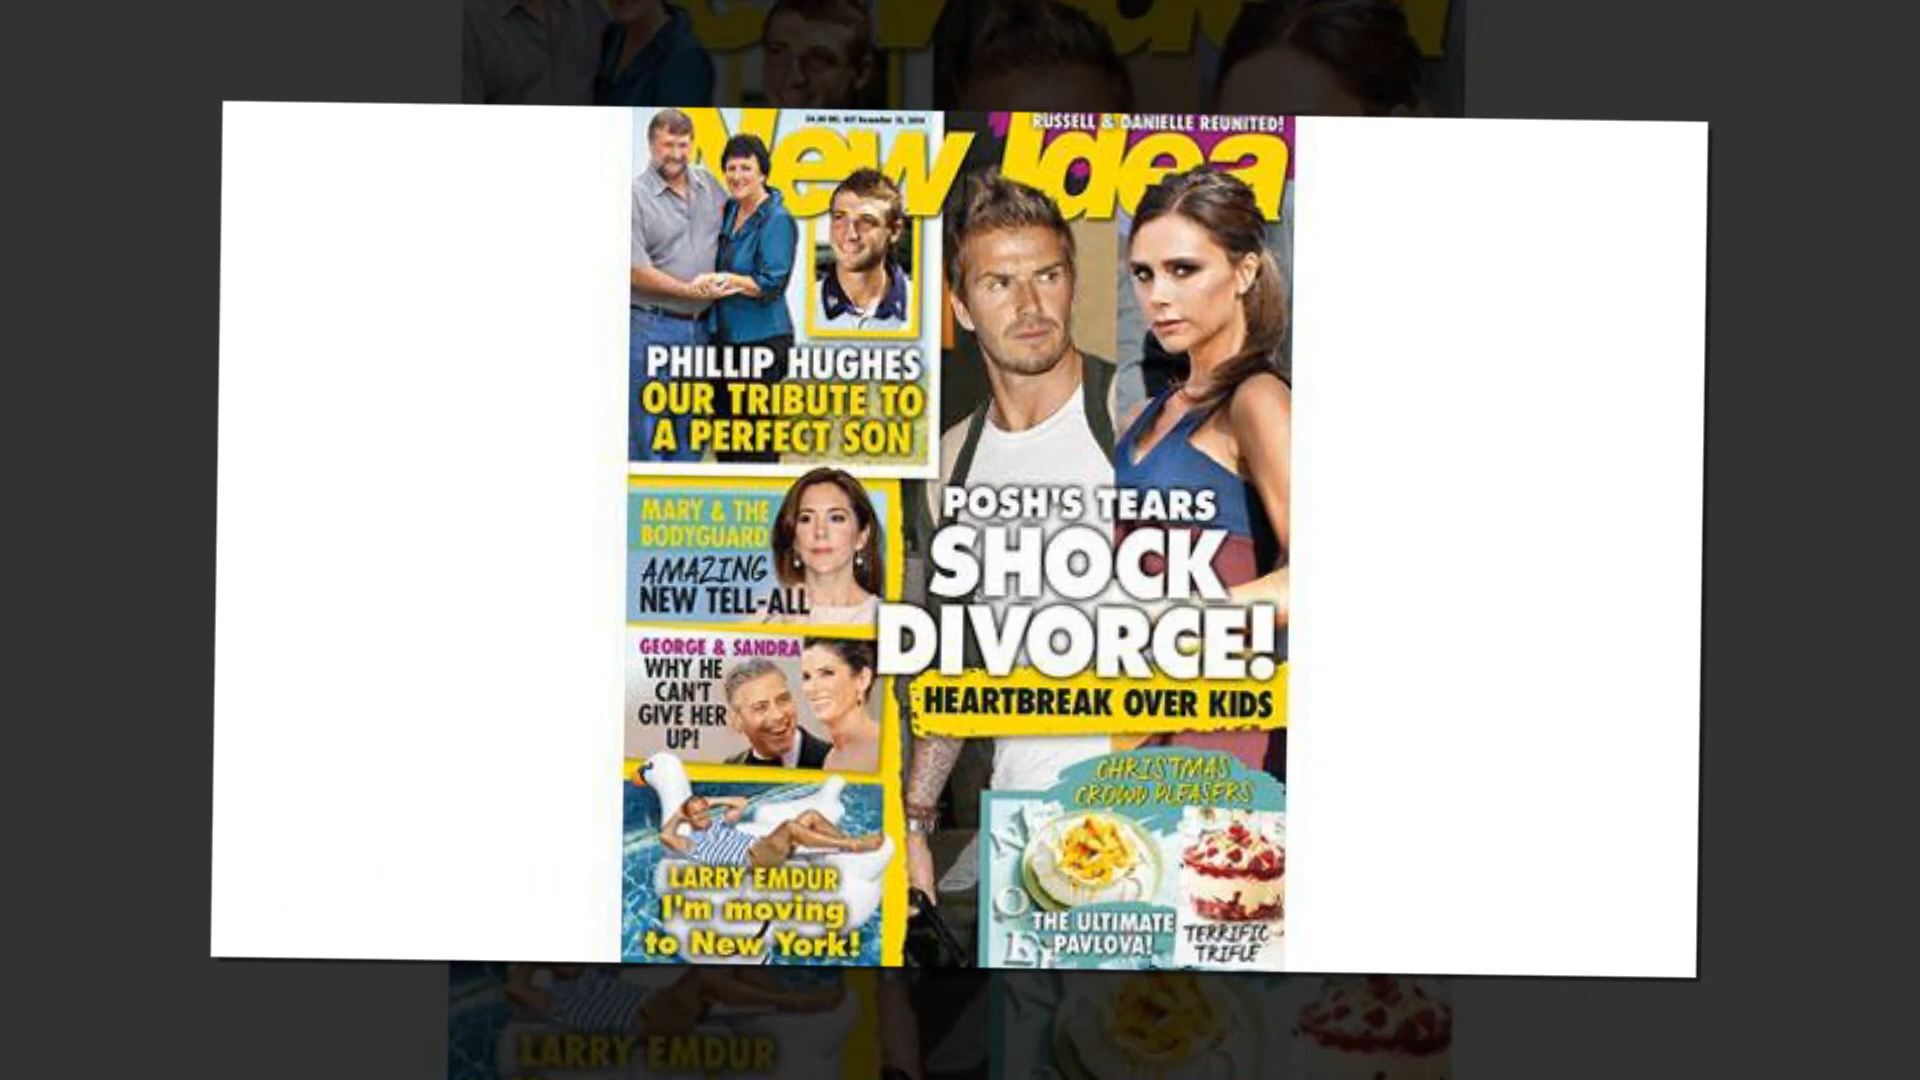 New Idea
RUSSELL & DANIELLE REUNITED!
PHILLIP HUGHES
OUR TRIBUTE TO
A PERFECT SON
MARY & THE
BODYGUARD
AMAZING
NEW TELL-ALL
GEORGE & SANDRA
WHY HE
CAN'T
GIVE HER
UP!
LARRY EMDUR
I'm moving
to New York!
POSH'S TEARS
SHOCK
DIVORCE!
HEARTBREAK OVER KIDS
CHRISTMAS
CROWD PLEASERS
THE ULTIMATE
PAVLOVA!
TERRIFIC
TRIFLE
LARRY EMDUR